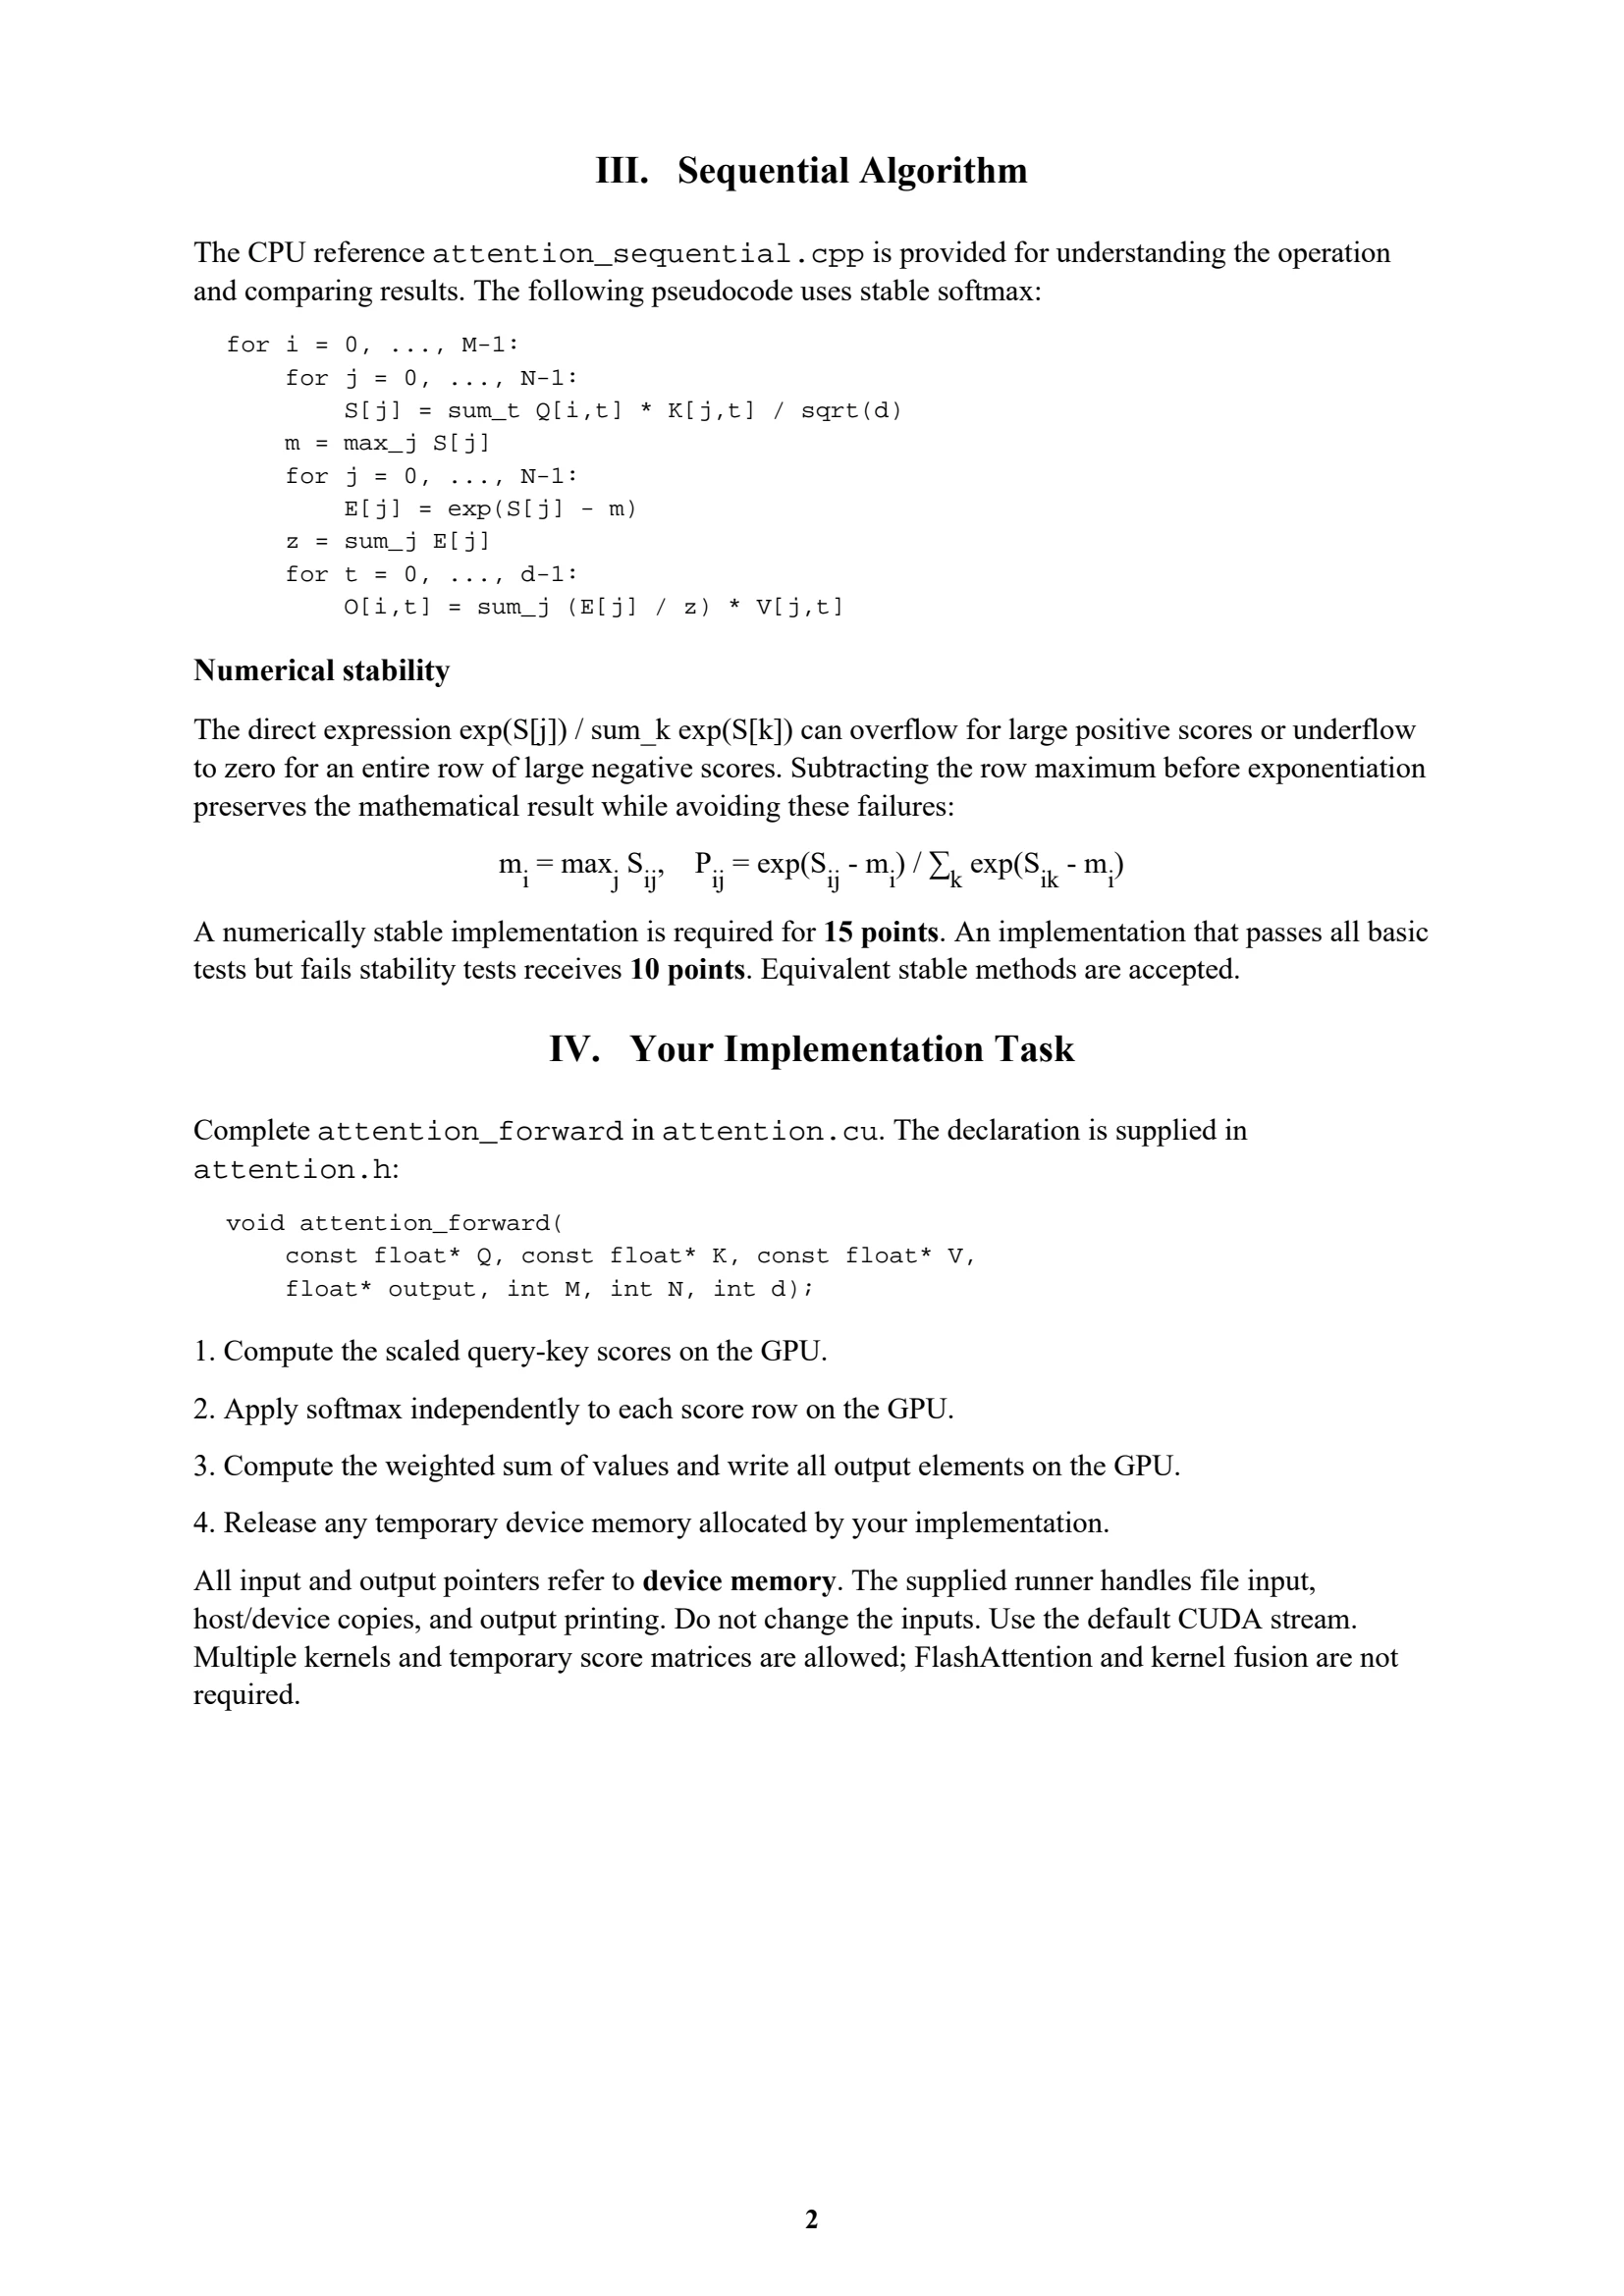 III. Sequential Algorithm
The CPU reference attention_sequential.cpp is provided for understanding the operation
and comparing results. The following pseudocode uses stable softmax:
for i = 0, ..., M-1:
    for j = 0, ..., N-1:
        S[j] = sum_t Q[i,t] * K[j,t] / sqrt(d)
    m = max_j S[j]
    for j = 0, ..., N-1:
        E[j] = exp(S[j] - m)
    z = sum_j E[j]
    for t = 0, ..., d-1:
        O[i,t] = sum_j (E[j] / z) * V[j,t]
Numerical stability
The direct expression exp(S[j]) / sum_k exp(S[k]) can overflow for large positive scores or underflow
to zero for an entire row of large negative scores. Subtracting the row maximum before exponentiation
preserves the mathematical result while avoiding these failures:
m_i = max_j S_ij, P_ij = exp(S_ij - m_i) / ∑_k exp(S_ik - m_i)
A numerically stable implementation is required for 15 points. An implementation that passes all basic
tests but fails stability tests receives 10 points. Equivalent stable methods are accepted.
IV. Your Implementation Task
Complete attention_forward in attention.cu. The declaration is supplied in
attention.h:
void attention_forward(
    const float* Q, const float* K, const float* V,
    float* output, int M, int N, int d);
1. Compute the scaled query-key scores on the GPU.
2. Apply softmax independently to each score row on the GPU.
3. Compute the weighted sum of values and write all output elements on the GPU.
4. Release any temporary device memory allocated by your implementation.
All input and output pointers refer to device memory. The supplied runner handles file input,
host/device copies, and output printing. Do not change the inputs. Use the default CUDA stream.
Multiple kernels and temporary score matrices are allowed; FlashAttention and kernel fusion are not
required.
2